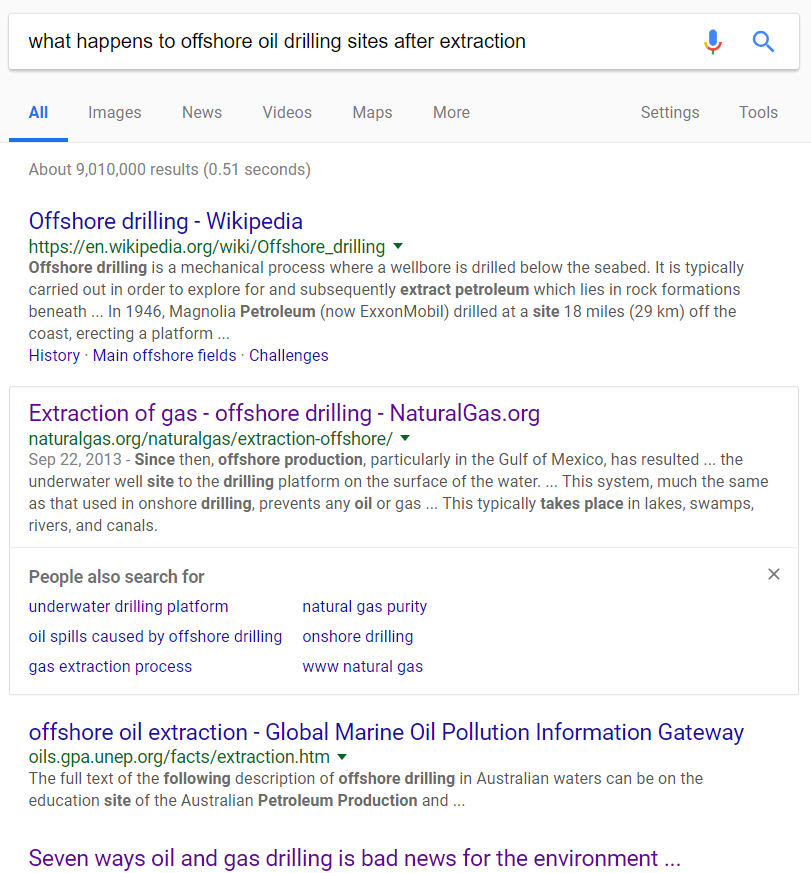 what happens to offshore oil drilling sites after extraction
All Images News Videos Maps More Settings Tools
About 9,010,000 results (0.51 seconds)
Offshore drilling - Wikipedia
https://en.wikipedia.org/wiki/Offshore_drilling
Offshore drilling is a mechanical process where a wellbore is drilled below the seabed. It is typically
carried out in order to explore for and subsequently extract petroleum which lies in rock formations
beneath ... In 1946, Magnolia Petroleum (now ExxonMobil) drilled at a site 18 miles (29 km) off the
coast, erecting a platform ...
History · Main offshore fields · Challenges
Extraction of gas - offshore drilling - NaturalGas.org
naturalgas.org/naturalgas/extraction-offshore/
Sep 22, 2013 - Since then, offshore production, particularly in the Gulf of Mexico, has resulted ... the
underwater well site to the drilling platform on the surface of the water. ... This system, much the same
as that used in onshore drilling, prevents any oil or gas ... This typically takes place in lakes, swamps,
rivers, and canals.
People also search for
underwater drilling platform natural gas purity
oil spills caused by offshore drilling onshore drilling
gas extraction process www natural gas
offshore oil extraction - Global Marine Oil Pollution Information Gateway
oils.gpa.unep.org/facts/extraction.htm
The full text of the following description of offshore drilling in Australian waters can be on the
education site of the Australian Petroleum Production and ...
Seven ways oil and gas drilling is bad news for the environment ...